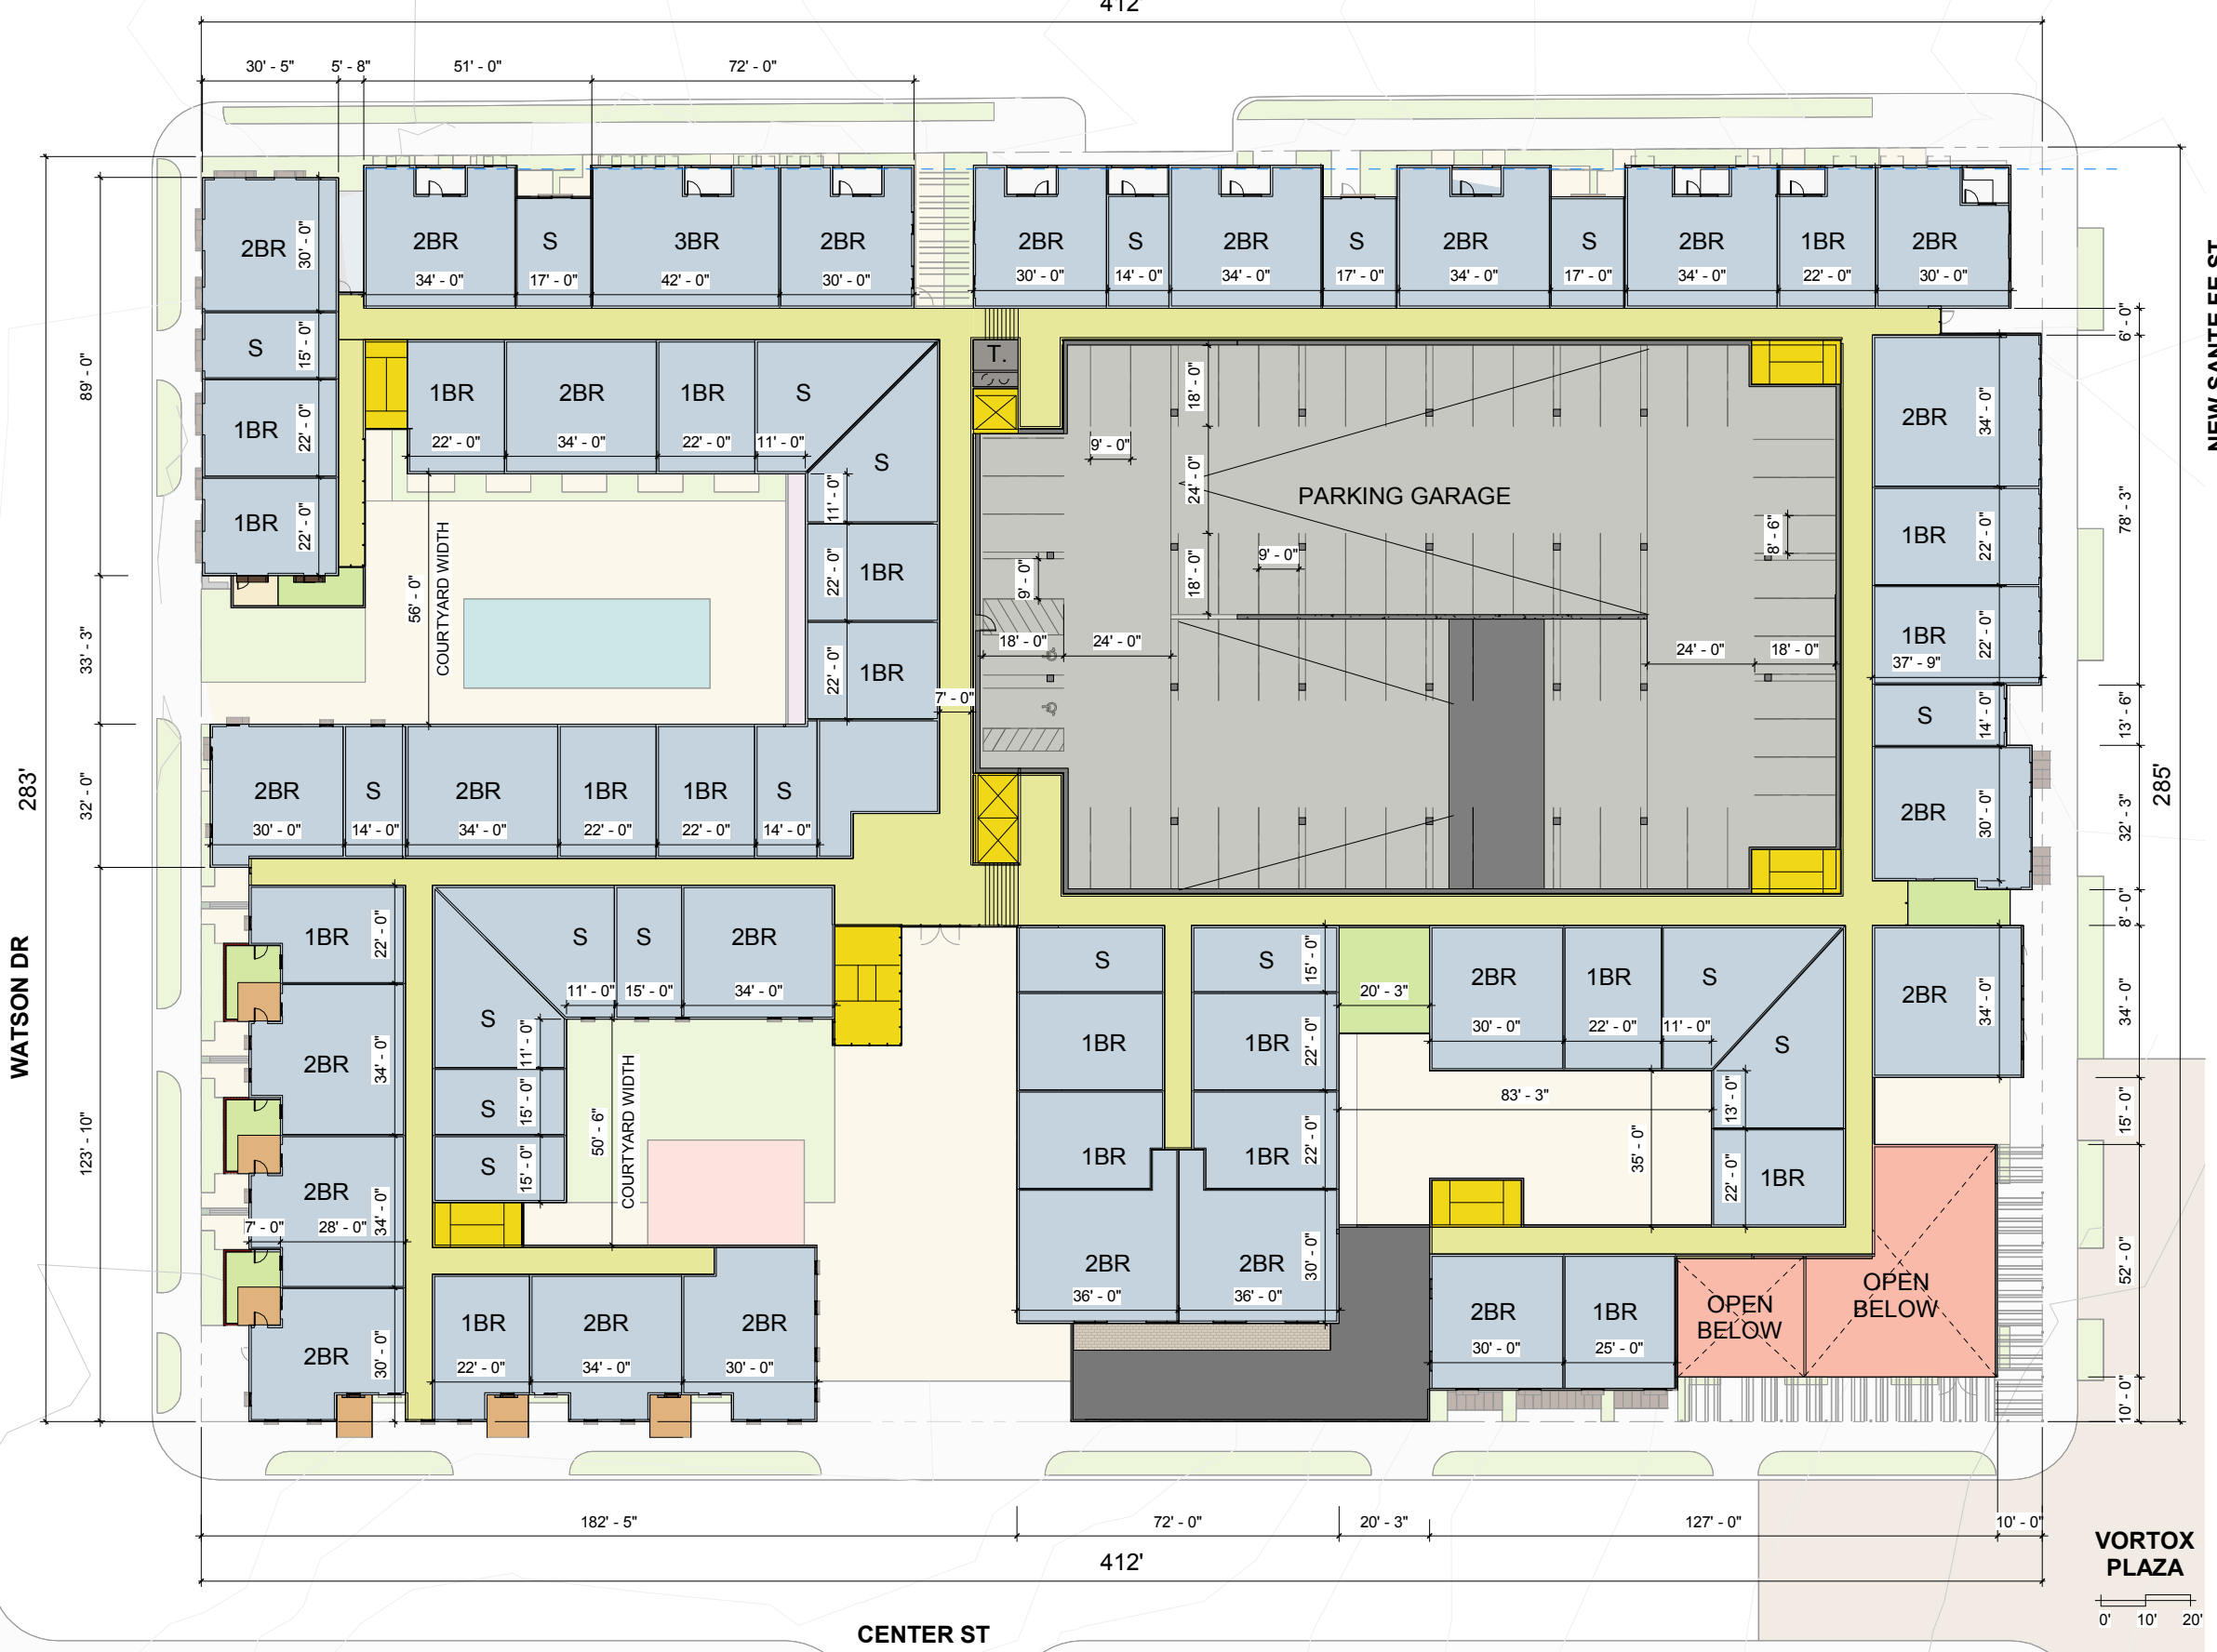 412'
30' - 5"
5' - 8"
51' - 0"
72' - 0"
2BR
30' - 0"
2BR
34' - 0"
S
17' - 0"
3BR
42' - 0"
2BR
30' - 0"
2BR
30' - 0"
S
14' - 0"
2BR
34' - 0"
S
17' - 0"
2BR
34' - 0"
S
17' - 0"
2BR
34' - 0"
1BR
22' - 0"
2BR
30' - 0"
NEW SANTE FE ST
6' - 0"
89' - 0"
S
15' - 0"
1BR
22' - 0"
1BR
22' - 0"
1BR
22' - 0"
2BR
34' - 0"
1BR
22' - 0"
S
11' - 0"
S
11' - 0"
T.
18' - 0"
9' - 0"
24' - 0"
PARKING GARAGE
18' - 0"
9' - 0"
8' - 6"
9' - 0"
18' - 0"
24' - 0"
24' - 0"
18' - 0"
2BR
34' - 0"
1BR
22' - 0"
78' - 3"
1BR
22' - 0"
37' - 9"
56' - 0"
COURTYARD WIDTH
1BR
22' - 0"
1BR
22' - 0"
7' - 0"
33' - 3"
S
14' - 0"
13' - 6"
283'
32' - 0"
2BR
30' - 0"
S
14' - 0"
2BR
34' - 0"
1BR
22' - 0"
1BR
22' - 0"
S
14' - 0"
2BR
30' - 0"
32' - 3"
285'
8' - 0"
WATSON DR
123' - 10"
1BR
22' - 0"
2BR
34' - 0"
2BR
34' - 0"
7' - 0"
28' - 0"
2BR
30' - 0"
S
11' - 0"
S
15' - 0"
2BR
34' - 0"
S
11' - 0"
S
15' - 0"
S
15' - 0"
50' - 6"
COURTYARD WIDTH
1BR
22' - 0"
2BR
34' - 0"
2BR
30' - 0"
S
S
15' - 0"
1BR
1BR
22' - 0"
1BR
1BR
22' - 0"
2BR
36' - 0"
2BR
36' - 0"
30' - 0"
20' - 3"
2BR
30' - 0"
1BR
22' - 0"
S
11' - 0"
S
13' - 0"
83' - 3"
35' - 0"
1BR
22' - 0"
2BR
34' - 0"
34' - 0"
15' - 0"
52' - 0"
10' - 0"
2BR
30' - 0"
1BR
25' - 0"
OPEN
BELOW
OPEN
BELOW
182' - 5"
72' - 0"
20' - 3"
127' - 0"
10' - 0"
412'
VORTOX
PLAZA
0'
10'
20'
CENTER ST